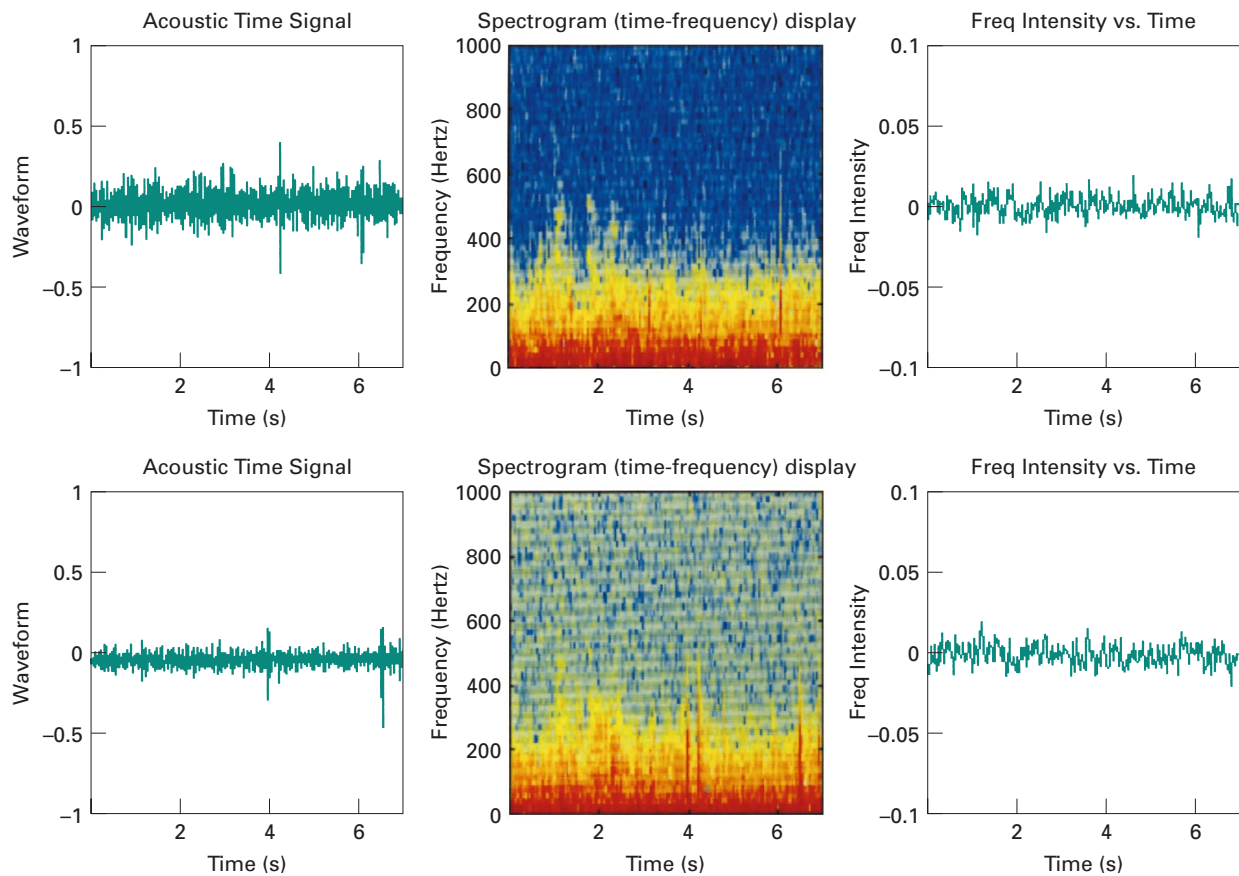 Acoustic Time Signal
1
0.5
0
−0.5
−1
Waveform
2 4 6
Time (s)
Spectrogram (time-frequency) display
1000
800
600
400
200
0
Frequency (Hertz)
2 4 6
Time (s)
Freq Intensity vs. Time
0.1
0.05
0
−0.05
−0.1
Freq Intensity
2 4 6
Time (s)
Acoustic Time Signal
1
0.5
0
−0.5
−1
Waveform
2 4 6
Time (s)
Spectrogram (time-frequency) display
1000
800
600
400
200
0
Frequency (Hertz)
2 4 6
Time (s)
Freq Intensity vs. Time
0.1
0.05
0
−0.05
−0.1
Freq Intensity
2 4 6
Time (s)